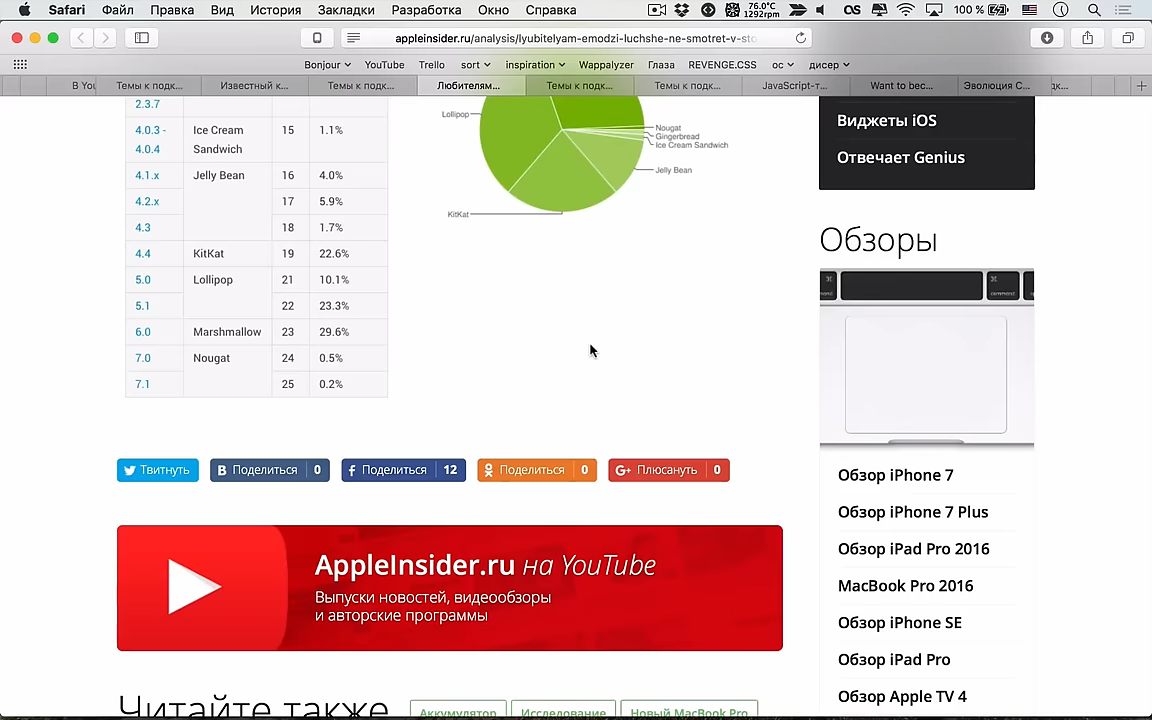 Safari Файл Правка Вид История Закладки Разработка Окно Справка 76.0°C 1292rpm 100 %
appleinsider.ru/analysis/lyubitelyam-emodzi-luchshe-ne-smotret-v-sto
Bonjour YouTube Trello sort inspiration Wappalyzer Глаза REVENGE.CSS ос дисер
В You Темы к подк... Известный к... Темы к подк... Любителям... Темы к подк... Темы к подк... JavaScript-т... Want to bec... Эволюция С... дк...
2.3.7
4.0.3 - Ice Cream 15 1.1%
4.0.4 Sandwich
4.1.x Jelly Bean 16 4.0%
4.2.x 17 5.9%
4.3 18 1.7%
4.4 KitKat 19 22.6%
5.0 Lollipop 21 10.1%
5.1 22 23.3%
6.0 Marshmallow 23 29.6%
7.0 Nougat 24 0.5%
7.1 25 0.2%
Lollipop
Nougat
Gingerbread
Ice Cream Sandwich
Jelly Bean
KitKat
Виджеты iOS
Отвечает Genius
Обзоры
command
Обзор iPhone 7
Обзор iPhone 7 Plus
Обзор iPad Pro 2016
MacBook Pro 2016
Обзор iPhone SE
Обзор iPad Pro
Обзор Apple TV 4
Твитнуть Поделиться 0 Поделиться 12 Поделиться 0 Плюсануть 0
AppleInsider.ru на YouTube
Выпуски новостей, видеообзоры
и авторские программы
Читайте также Аккумулятор Исследование Новый MacBook Pro